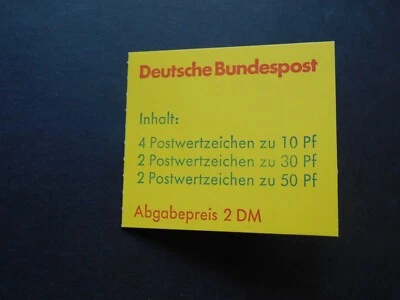 Deutsche Bundespost
Inhalt:
4 Postwertzeichen zu 10 Pf
2 Postwertzeichen zu 30 Pf
2 Postwertzeichen zu 50 Pf
Abgabepreis 2 DM